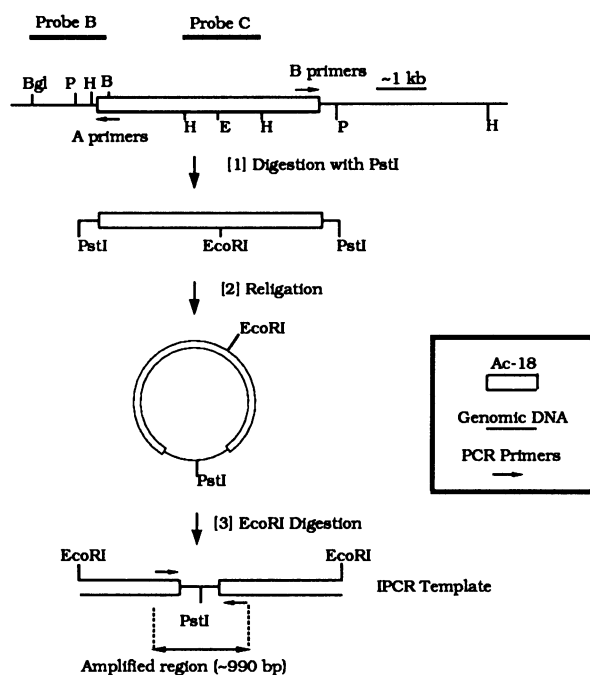 Probe B
Probe C
Bgl
P
H
B
B primers
~1 kb
A primers
H
E
H
P
H
[1] Digestion with PstI
PstI
EcoRI
PstI
[2] Religation
EcoRI
PstI
Ac-18
Genomic DNA
PCR Primers
[3] EcoRI Digestion
EcoRI
EcoRI
IPCR Template
PstI
Amplified region (~990 bp)